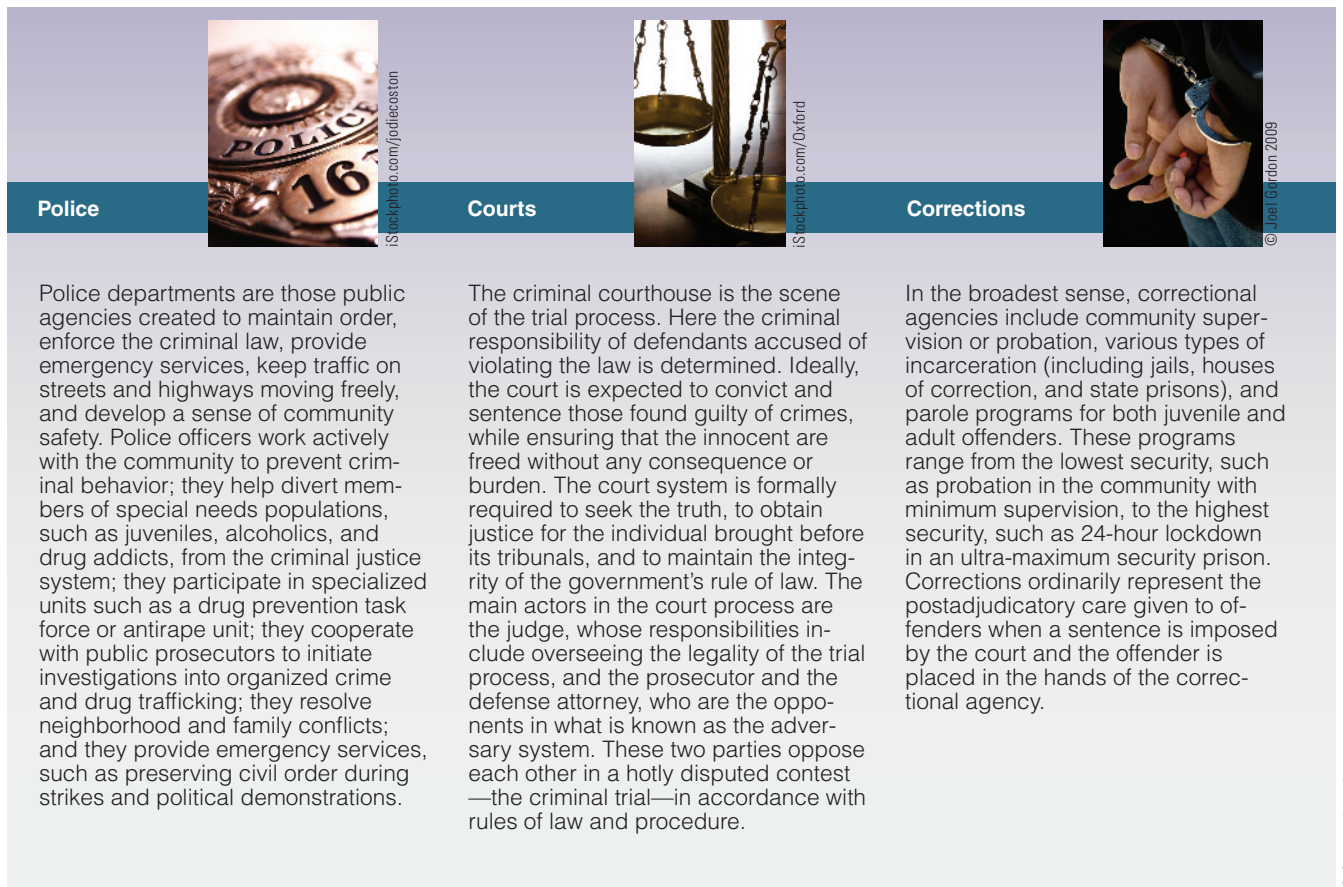 POLICE
167
iStockphoto.com/jodiecoston
Police
Police departments are those public
agencies created to maintain order,
enforce the criminal law, provide
emergency services, keep traffic on
streets and highways moving freely,
and develop a sense of community
safety. Police officers work actively
with the community to prevent crim-
inal behavior; they help divert mem-
bers of special needs populations,
such as juveniles, alcoholics, and
drug addicts, from the criminal justice
system; they participate in specialized
units such as a drug prevention task
force or antirape unit; they cooperate
with public prosecutors to initiate
investigations into organized crime
and drug trafficking; they resolve
neighborhood and family conflicts;
and they provide emergency services,
such as preserving civil order during
strikes and political demonstrations.
iStockphoto.com/Oxford
Courts
The criminal courthouse is the scene
of the trial process. Here the criminal
responsibility of defendants accused of
violating the law is determined. Ideally,
the court is expected to convict and
sentence those found guilty of crimes,
while ensuring that the innocent are
freed without any consequence or
burden. The court system is formally
required to seek the truth, to obtain
justice for the individual brought before
its tribunals, and to maintain the integ-
rity of the government's rule of law. The
main actors in the court process are
the judge, whose responsibilities in-
clude overseeing the legality of the trial
process, and the prosecutor and the
defense attorney, who are the oppo-
nents in what is known as the adver-
sary system. These two parties oppose
each other in a hotly disputed contest
—the criminal trial—in accordance with
rules of law and procedure.
© Joel Gordon 2009
Corrections
In the broadest sense, correctional
agencies include community super-
vision or probation, various types of
incarceration (including jails, houses
of correction, and state prisons), and
parole programs for both juvenile and
adult offenders. These programs
range from the lowest security, such
as probation in the community with
minimum supervision, to the highest
security, such as 24-hour lockdown
in an ultra-maximum security prison.
Corrections ordinarily represent the
postadjudicatory care given to of-
fenders when a sentence is imposed
by the court and the offender is
placed in the hands of the correc-
tional agency.